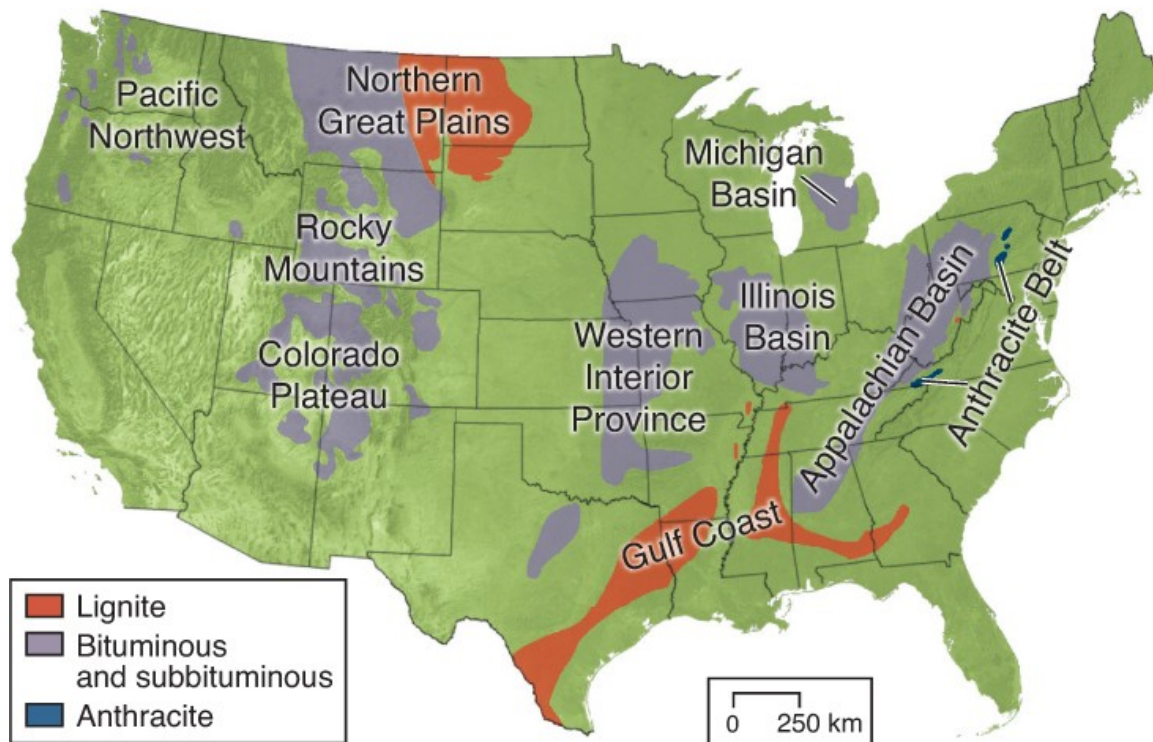 Pacific
Northwest
Northern
Great Plains
Michigan
Basin
Rocky
Mountains
Colorado
Plateau
Western
Interior
Province
Illinois
Basin
Appalachian Basin
Anthracite Belt
Gulf Coast
Lignite
Bituminous
and subbituminous
Anthracite
0 250 km